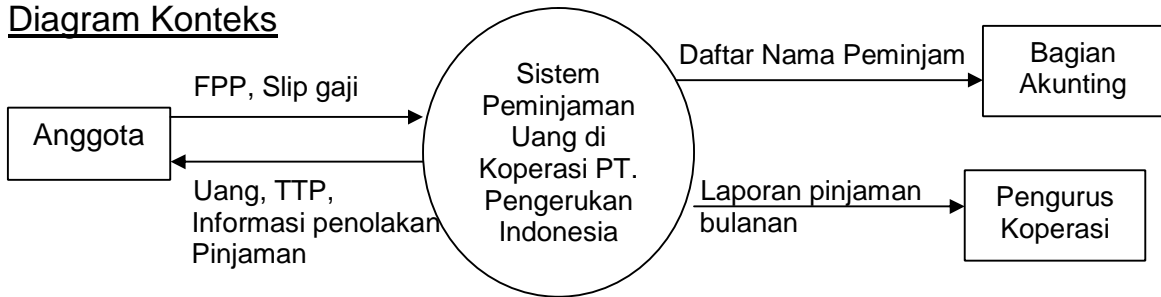 Diagram Konteks
FPP, Slip gaji
Anggota
Uang, TTP,
Informasi penolakan
Pinjaman
Sistem
Peminjaman
Uang di
Koperasi PT.
Pengerukan
Indonesia
Daftar Nama Peminjam
Bagian
Akunting
Laporan pinjaman
bulanan
Pengurus
Koperasi